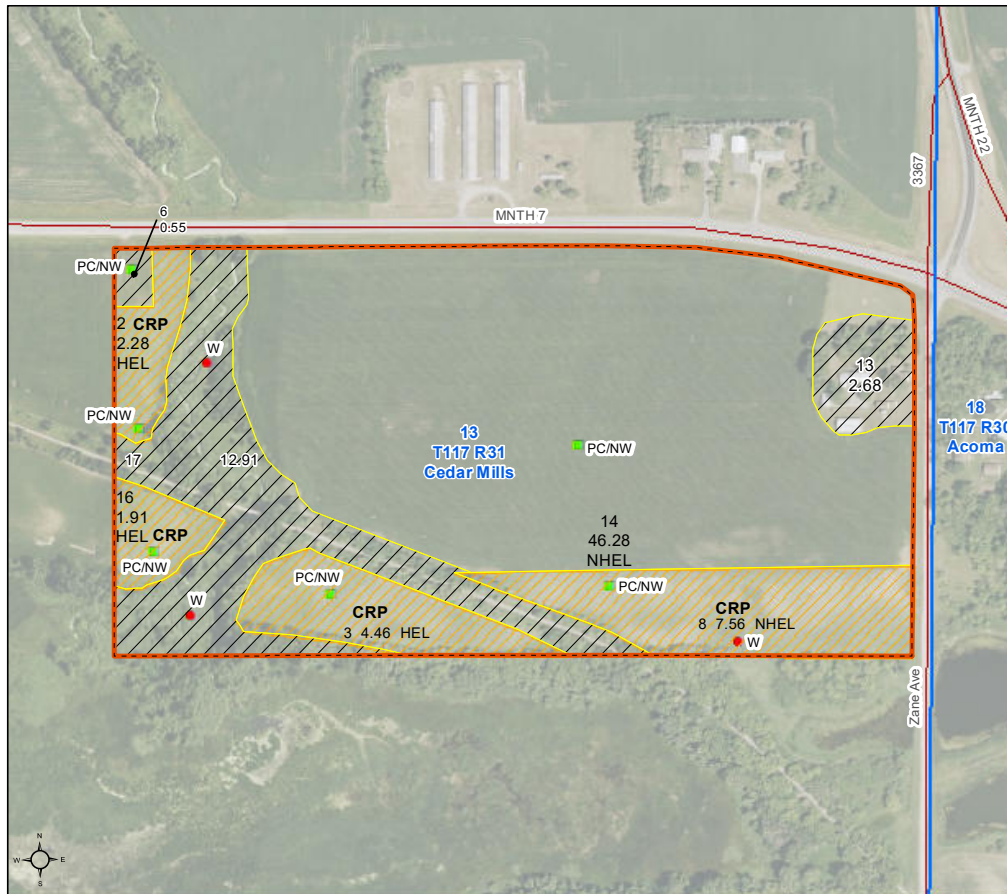 MNTH 22
3367
MNTH 7
6
0.55
PC/NW
2 CRP
2.28
HEL
W
13
2.68
PC/NW
18
T117 R30
Acoma
13
T117 R31
Cedar Mills
PC/NW
17
12.91
16
1.91
HEL CRP
PC/NW
14
46.28
NHEL
PC/NW
PC/NW
W
CRP
3 4.46 HEL
CRP
8 7.56 NHEL
W
Zane Ave
N
W E
S